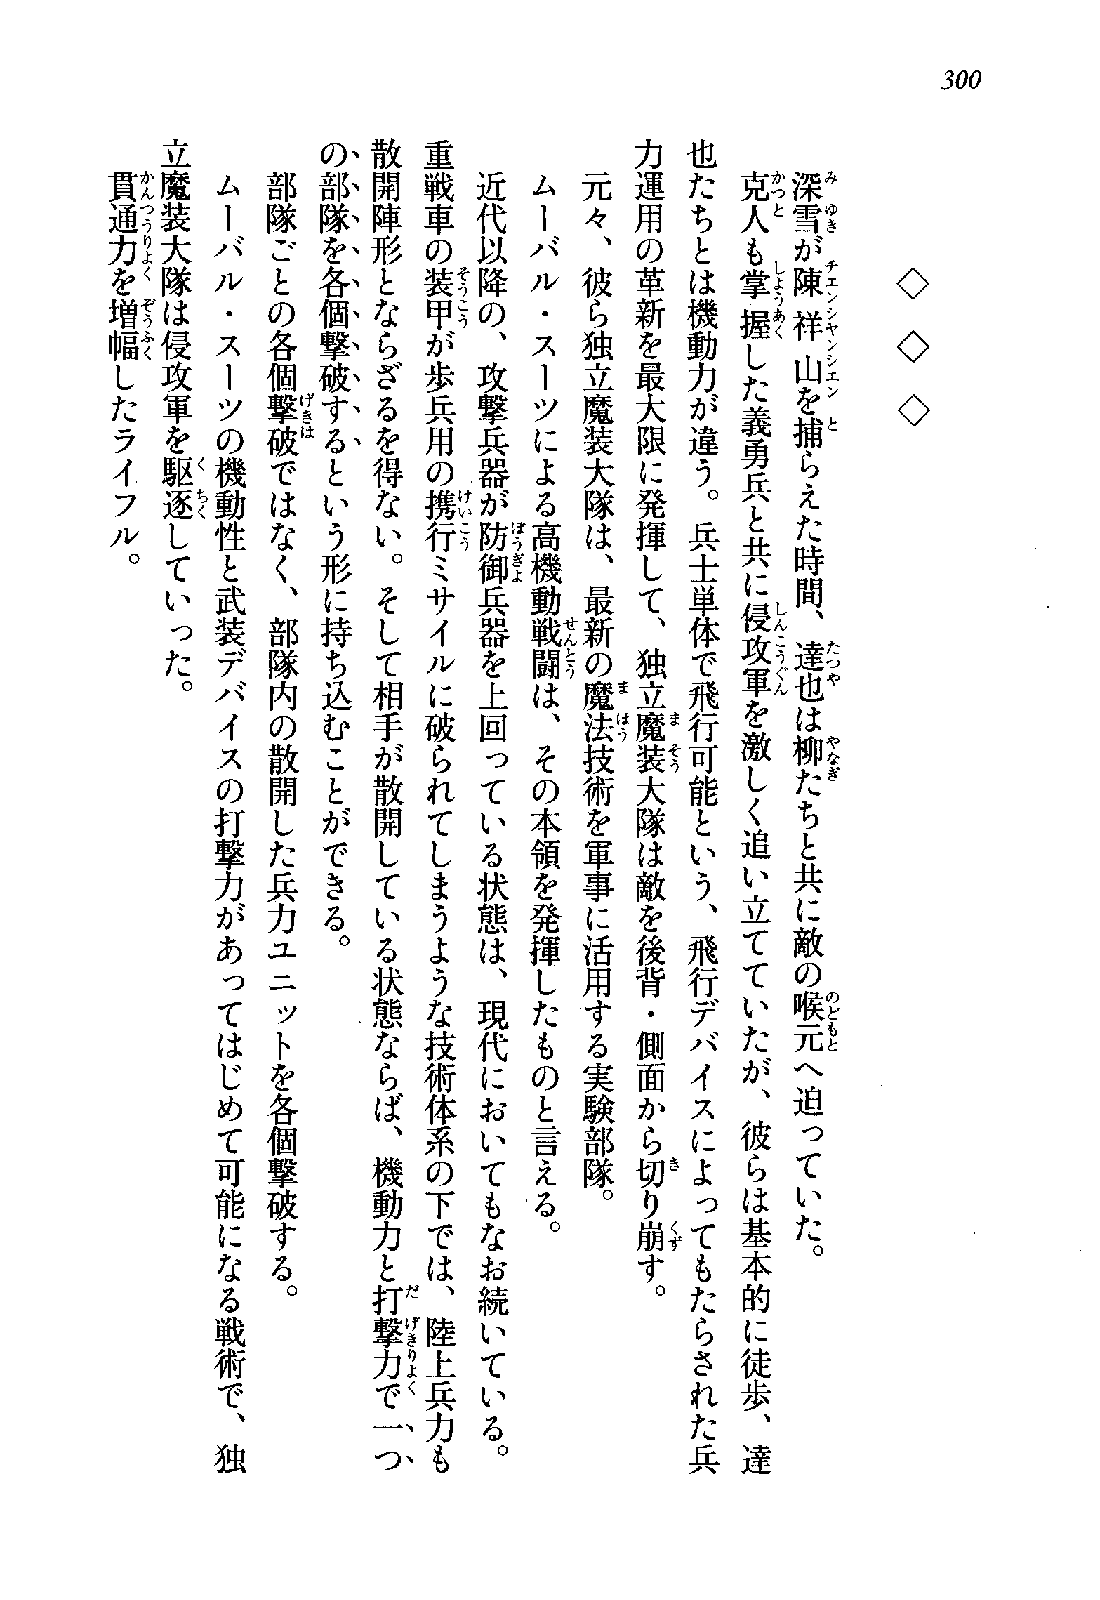 300
◇ ◇ ◇
深雪が陳祥山を捕らえた時間、達也は柳たちと共に敵の喉元へ迫っていた。
克人も掌握した義勇兵と共に侵攻軍を激しく追い立てていたが、彼らは基本的に徒歩、達
也たちとは機動力が違う。兵士単体で飛行可能という、飛行デバイスによってもたらされた兵
力運用の革新を最大限に発揮して、独立魔装大隊は敵を後背・側面から切り崩す。
元々、彼ら独立魔装大隊は、最新の魔法技術を軍事に活用する実験部隊。
ムーバル・スーツによる高機動戦闘は、その本領を発揮したものと言える。
近代以降の、攻撃兵器が防御兵器を上回っている状態は、現代においてもなお続いている。
重戦車の装甲が歩兵用の携行ミサイルに破られてしまうような技術体系の下では、陸上兵力も
散開陣形とならざるを得ない。そして相手が散開している状態ならば、機動力と打撃力で一つ
の部隊を各個撃破するという形に持ち込むことができる。
部隊ごとの各個撃破ではなく、部隊内の散開した兵力ユニットを各個撃破する。
ムーバル・スーツの機動性と武装デバイスの打撃力があってはじめて可能になる戦術で、独
立魔装大隊は侵攻軍を駆逐していった。
貫通力を増幅したライフル。